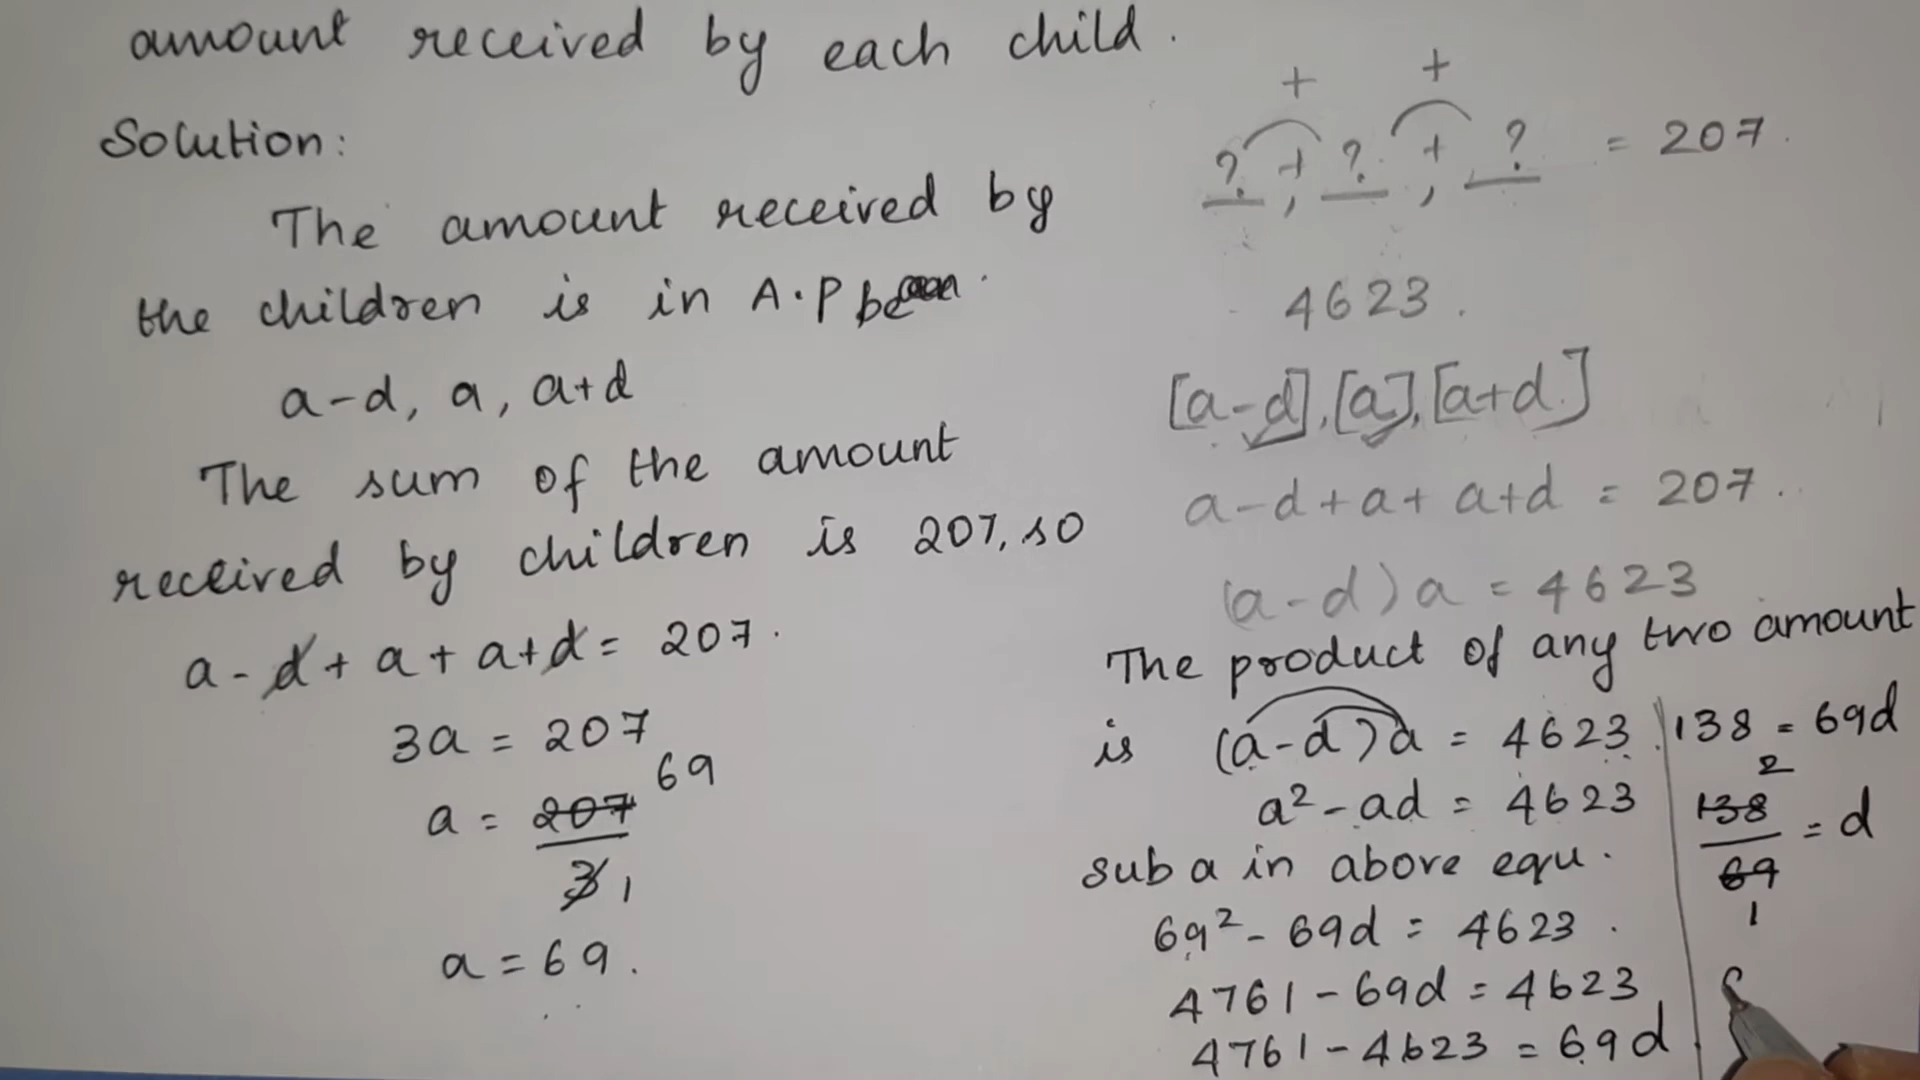 amount received by each child.
Solution:
The amount received by
the children is in A.P be
a-d, a, a+d
The sum of the amount
received by children is 207, so
a - d + a + a+d = 207.
3a = 207
a = 207/3 69 1
a = 69.
+ +
? + ? + ? = 207.
, ,
4623.
[a-d], [a], [a+d]
a-d+a+ a+d = 207.
(a-d)a = 4623
The product of any two amount
is (a-d)a = 4623.
a² - ad = 4623
sub a in above equ.
69² - 69d = 4623.
4761 - 69d = 4623
4761 - 4623 = 69d
138 = 69d
2
138/69 = d
1